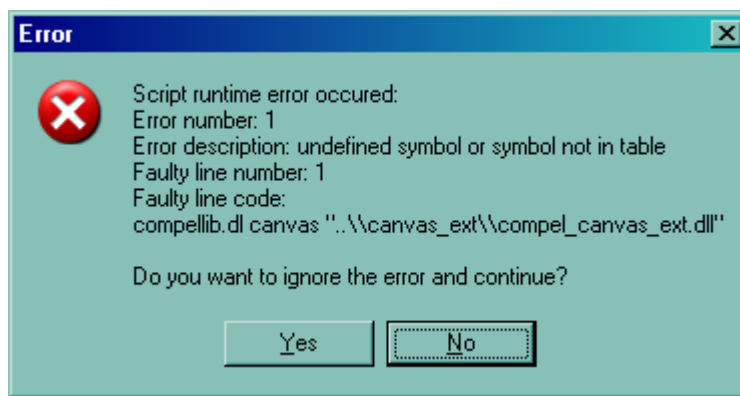 Error
Script runtime error occured:
Error number: 1
Error description: undefined symbol or symbol not in table
Faulty line number: 1
Faulty line code:
compellib.dl canvas "..\\canvas_ext\\compel_canvas_ext.dll"
Do you want to ignore the error and continue?
Yes
No